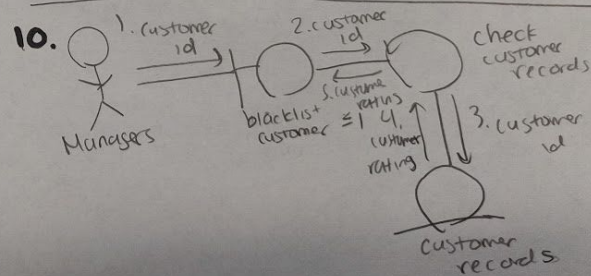 10.
1. customer
id
Managers
2. customer
id
blacklist
customer
5. custume
rating
≤ 1
check
customer
records
4.
customer
rating
3. customer
id
customer
records